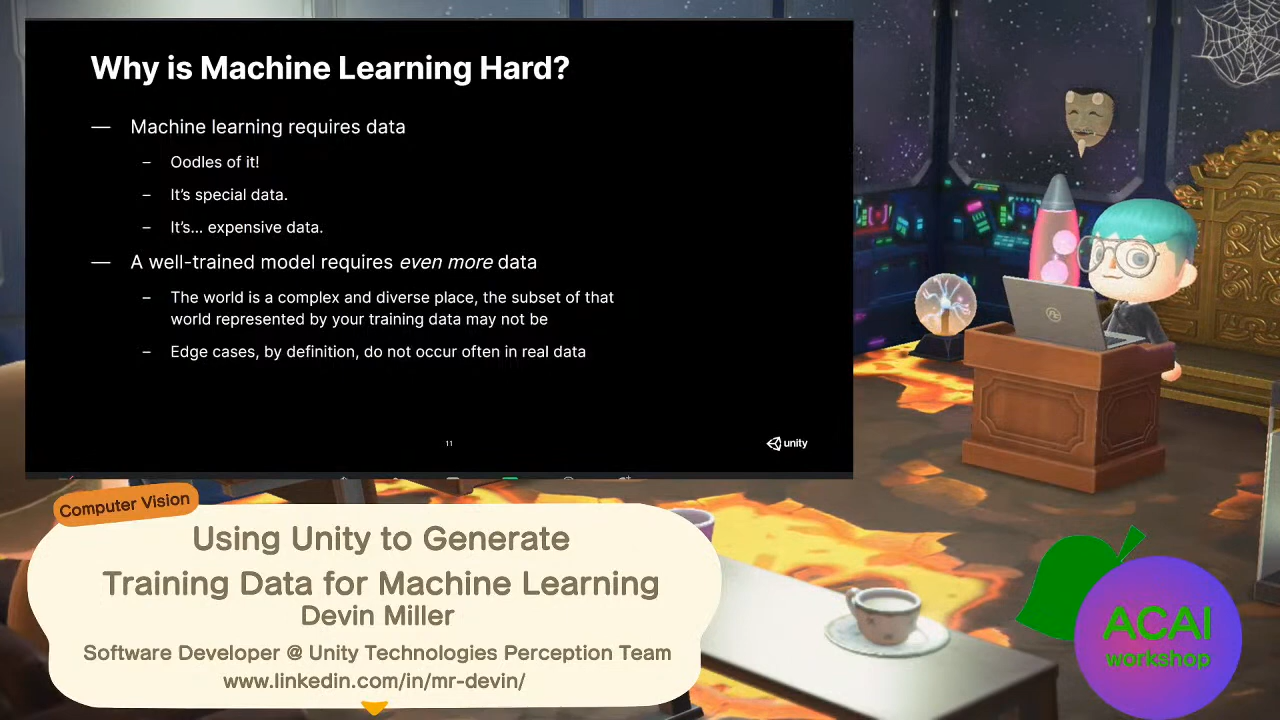 Why is Machine Learning Hard?
— Machine learning requires data
– Oodles of it!
– It's special data.
– It's... expensive data.
— A well-trained model requires even more data
– The world is a complex and diverse place, the subset of that
world represented by your training data may not be
– Edge cases, by definition, do not occur often in real data
11
unity
Computer Vision
Using Unity to Generate
Training Data for Machine Learning
Devin Miller
Software Developer @ Unity Technologies Perception Team
www.linkedin.com/in/mr-devin/
ACAI
workshop